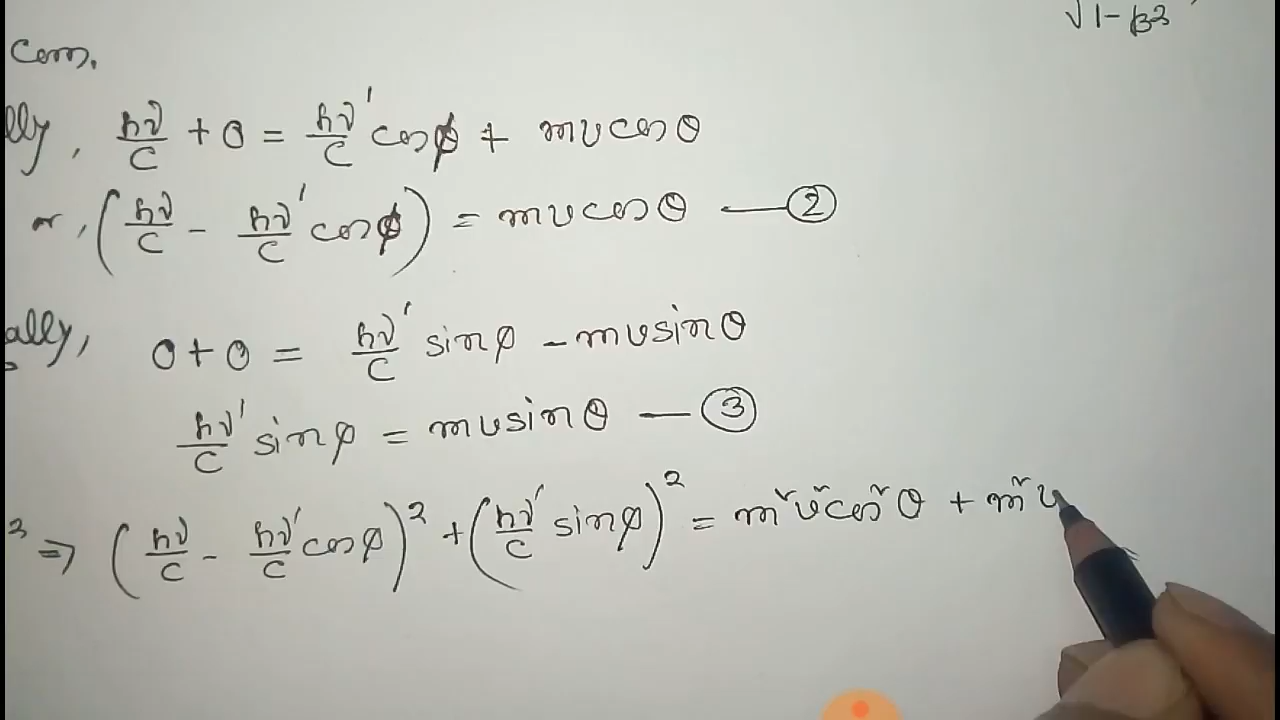 √1-β²
Com.
lly, hν/c + 0 = hν'/c cosφ + mv cosθ
or, (hν/c - hν'/c cosφ) = mv cosθ — ②
ally, 0 + 0 = hν'/c sinφ - mv sinθ
hν'/c sinφ = mv sinθ — ③
² ⇒ (hν/c - hν'/c cosφ)² + (hν'/c sinφ)² = m²v²cos²θ + m²v